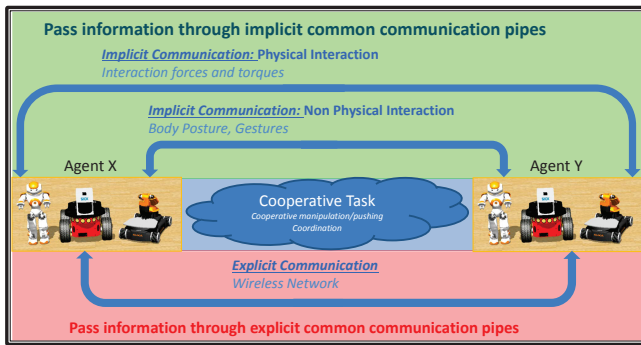 Pass information through implicit common communication pipes
Implicit Communication: Physical Interaction
Interaction forces and torques
Implicit Communication: Non Physical Interaction
Body Posture, Gestures
Agent X
Agent Y
Cooperative Task
Cooperative manipulation/pushing
Coordination
Explicit Communication
Wireless Network
Pass information through explicit common communication pipes